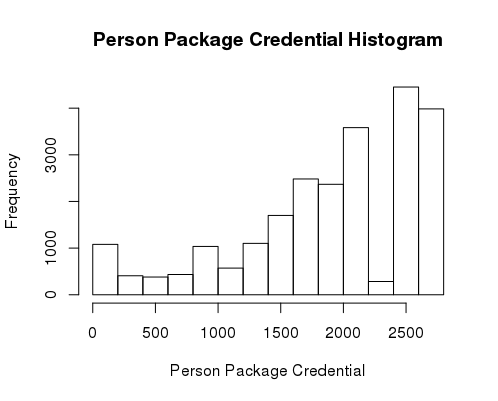 Person Package Credential Histogram
Frequency
3000
1000
0
0 500 1000 1500 2000 2500
Person Package Credential